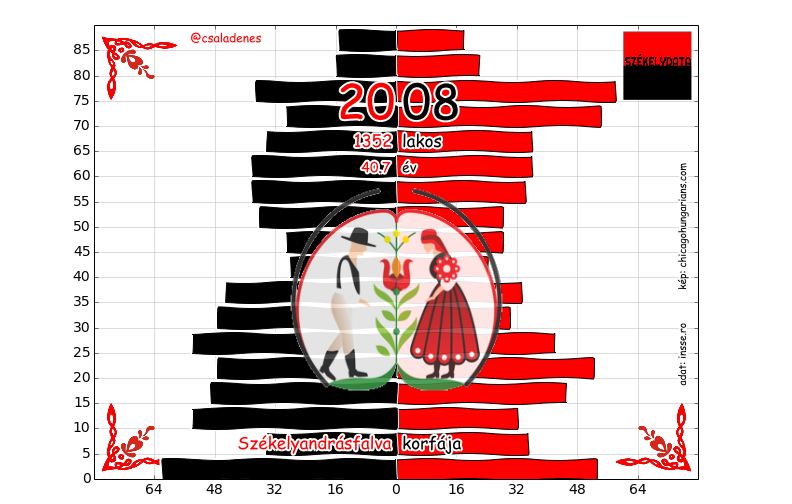 @csaladenes
SZÉKELYDATA
2008
1352 lakos
40.7 év
Székelyandrásfalva korfája
kép: chicagohungarians.com
adat: insse.ro
85
80
75
70
65
60
55
50
45
40
35
30
25
20
15
10
5
0
64 48 32 16 0 16 32 48 64